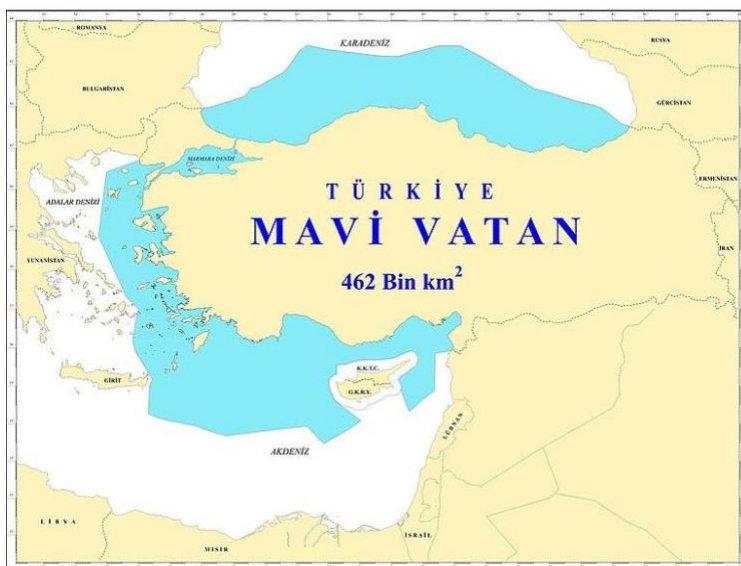 ROMANYA
KARADENİZ
RUSYA
BULGARİSTAN
GÜRCİSTAN
MARMARA DENİZİ
ERMENİSTAN
ADALAR DENİZİ
TÜRKİYE
MAVİ VATAN
İRAN
YUNANİSTAN
462 Bin km²
K.K.T.C.
GİRİT
G.K.R.Y.
LÜBNAN
AKDENİZ
LİBYA
İSRAİL
MISIR